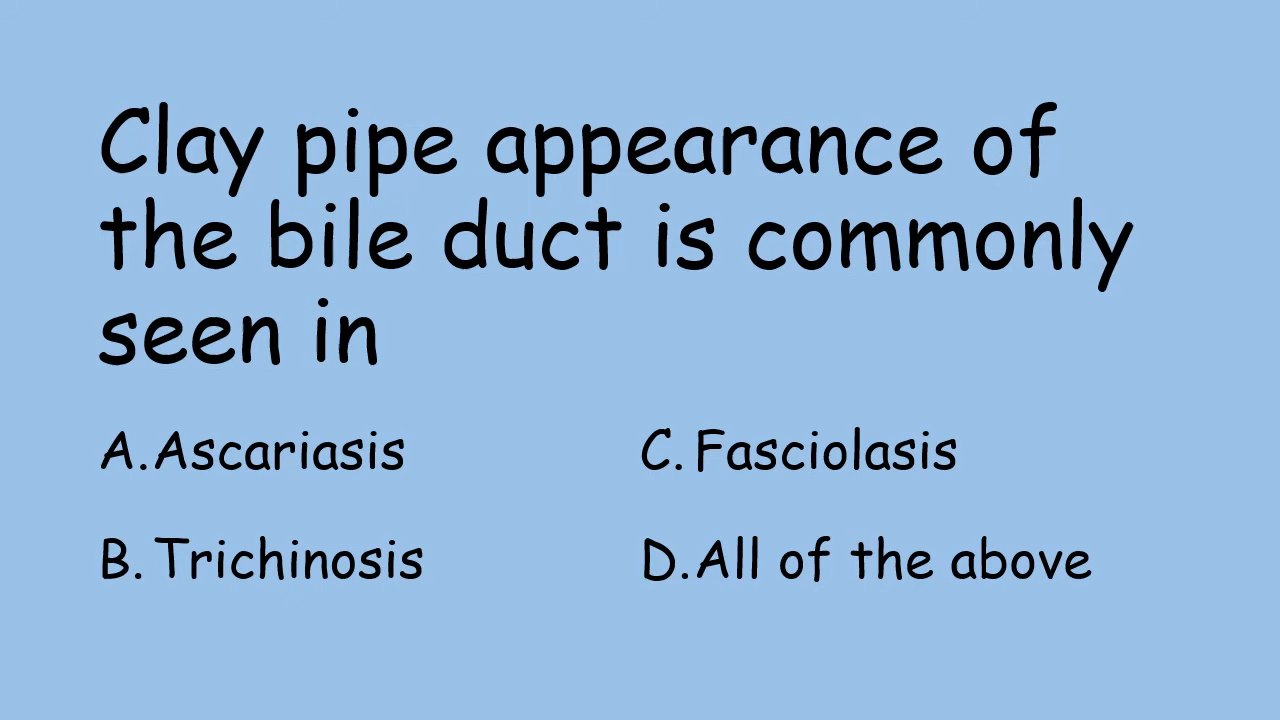 Clay pipe appearance of
the bile duct is commonly
seen in
A. Ascariasis
B. Trichinosis
C. Fasciolasis
D. All of the above